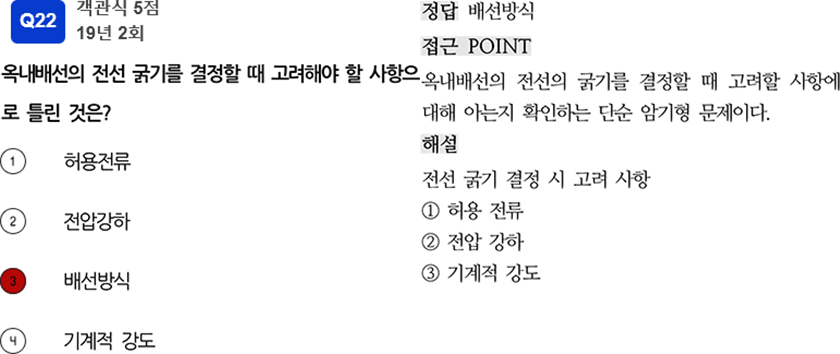 Q22
객관식 5점
19년 2회
옥내배선의 전선 굵기를 결정할 때 고려해야 할 사항으
로 틀린 것은?
1 허용전류
2 전압강하
3 배선방식
4 기계적 강도
정답 배선방식
접근 POINT
옥내배선의 전선의 굵기를 결정할 때 고려할 사항에
대해 아는지 확인하는 단순 암기형 문제이다.
해설
전선 굵기 결정 시 고려 사항
① 허용 전류
② 전압 강하
③ 기계적 강도